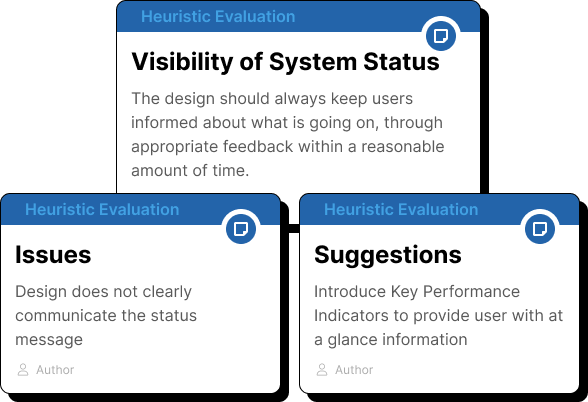 Heuristic Evaluation
Visibility of System Status
The design should always keep users
informed about what is going on, through
appropriate feedback within a reasonable
amount of time.
Heuristic Evaluation
Issues
Design does not clearly
communicate the status
message
Author
Heuristic Evaluation
Suggestions
Introduce Key Performance
Indicators to provide user with at
a glance information
Author